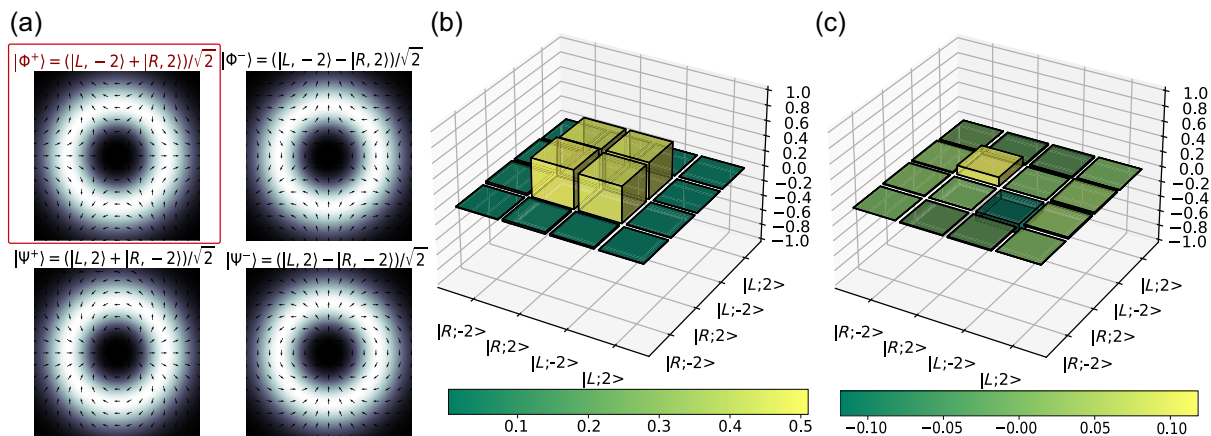 (a)
|Φ⁺⟩ = (|L, −2⟩ + |R, 2⟩)/√2
|Φ⁻⟩ = (|L, −2⟩ − |R, 2⟩)/√2
|Ψ⁺⟩ = (|L, 2⟩ + |R, −2⟩)/√2
|Ψ⁻⟩ = (|L, 2⟩ − |R, −2⟩)/√2
(b)
1.0
0.8
0.6
0.4
0.2
0.0
−0.2
−0.4
−0.6
−0.8
−1.0
|R;-2>
|R;2>
|L;-2>
|L;2>
|R;-2>
|R;2>
|L;-2>
|L;2>
0.1 0.2 0.3 0.4 0.5
(c)
1.0
0.8
0.6
0.4
0.2
0.0
−0.2
−0.4
−0.6
−0.8
−1.0
|R;-2>
|R;2>
|L;-2>
|L;2>
|R;-2>
|R;2>
|L;-2>
|L;2>
−0.10 −0.05 −0.00 0.05 0.10